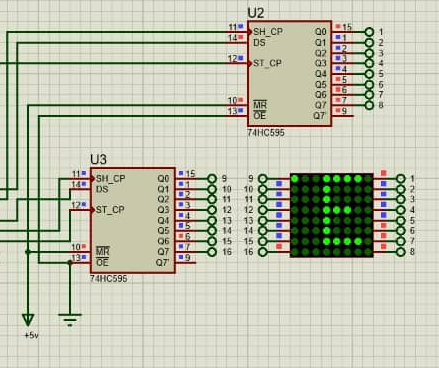 U2
11 SH_CP Q0 15 1
14 DS Q1 1 2
Q2 2 3
12 ST_CP Q3 3 4
Q4 4 5
Q5 5 6
Q6 6 7
10 MR Q7 7 8
13 OE Q7' 9
74HC595
U3
11 SH_CP Q0 15 9 9 1
14 DS Q1 1 10 10 2
Q2 2 11 11 3
12 ST_CP Q3 3 12 12 4
Q4 4 13 13 5
Q5 5 14 14 6
Q6 6 15 15 7
10 MR Q7 7 16 16 8
13 OE Q7' 9
74HC595
+5v